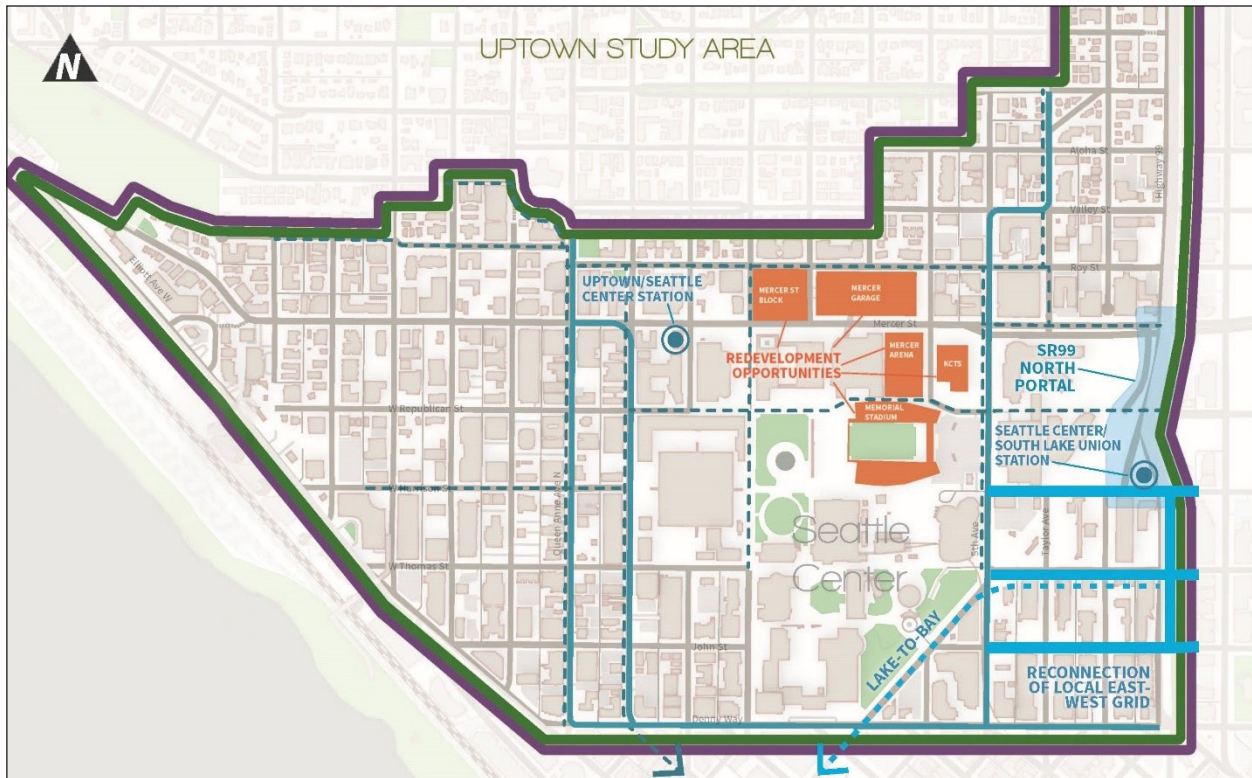 UPTOWN STUDY AREA
N
Aloha St
Highway 99
Valley St
Elliott Ave W
Roy St
UPTOWN/SEATTLE
CENTER STATION
MERCER ST
BLOCK
MERCER
GARAGE
Mercer St
REDEVELOPMENT
OPPORTUNITIES
MERCER
ARENA
KCTS
SR99
NORTH
PORTAL
W Republican St
MEMORIAL
STADIUM
SEATTLE CENTER/
SOUTH LAKE UNION
STATION
W Harrison St
Queen Anne Ave N
Seattle
Center
5th Ave
Taylor Ave
W Thomas St
LAKE-TO-BAY
John St
RECONNECTION
OF LOCAL EAST-
WEST GRID
Denny Way